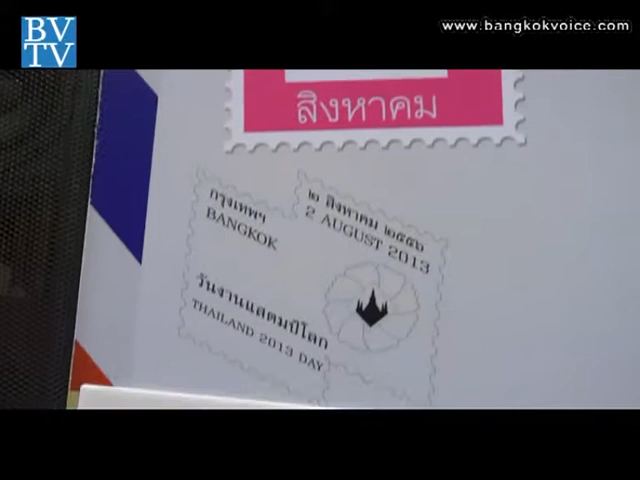 BV
TV
www.bangkokvoice.com
สิงหาคม
กรุงเทพฯ
BANGKOK
๒ สิงหาคม ๒๕๕๖
2 AUGUST 2013
วันงานแสตมป์โลก
THAILAND 2013 DAY